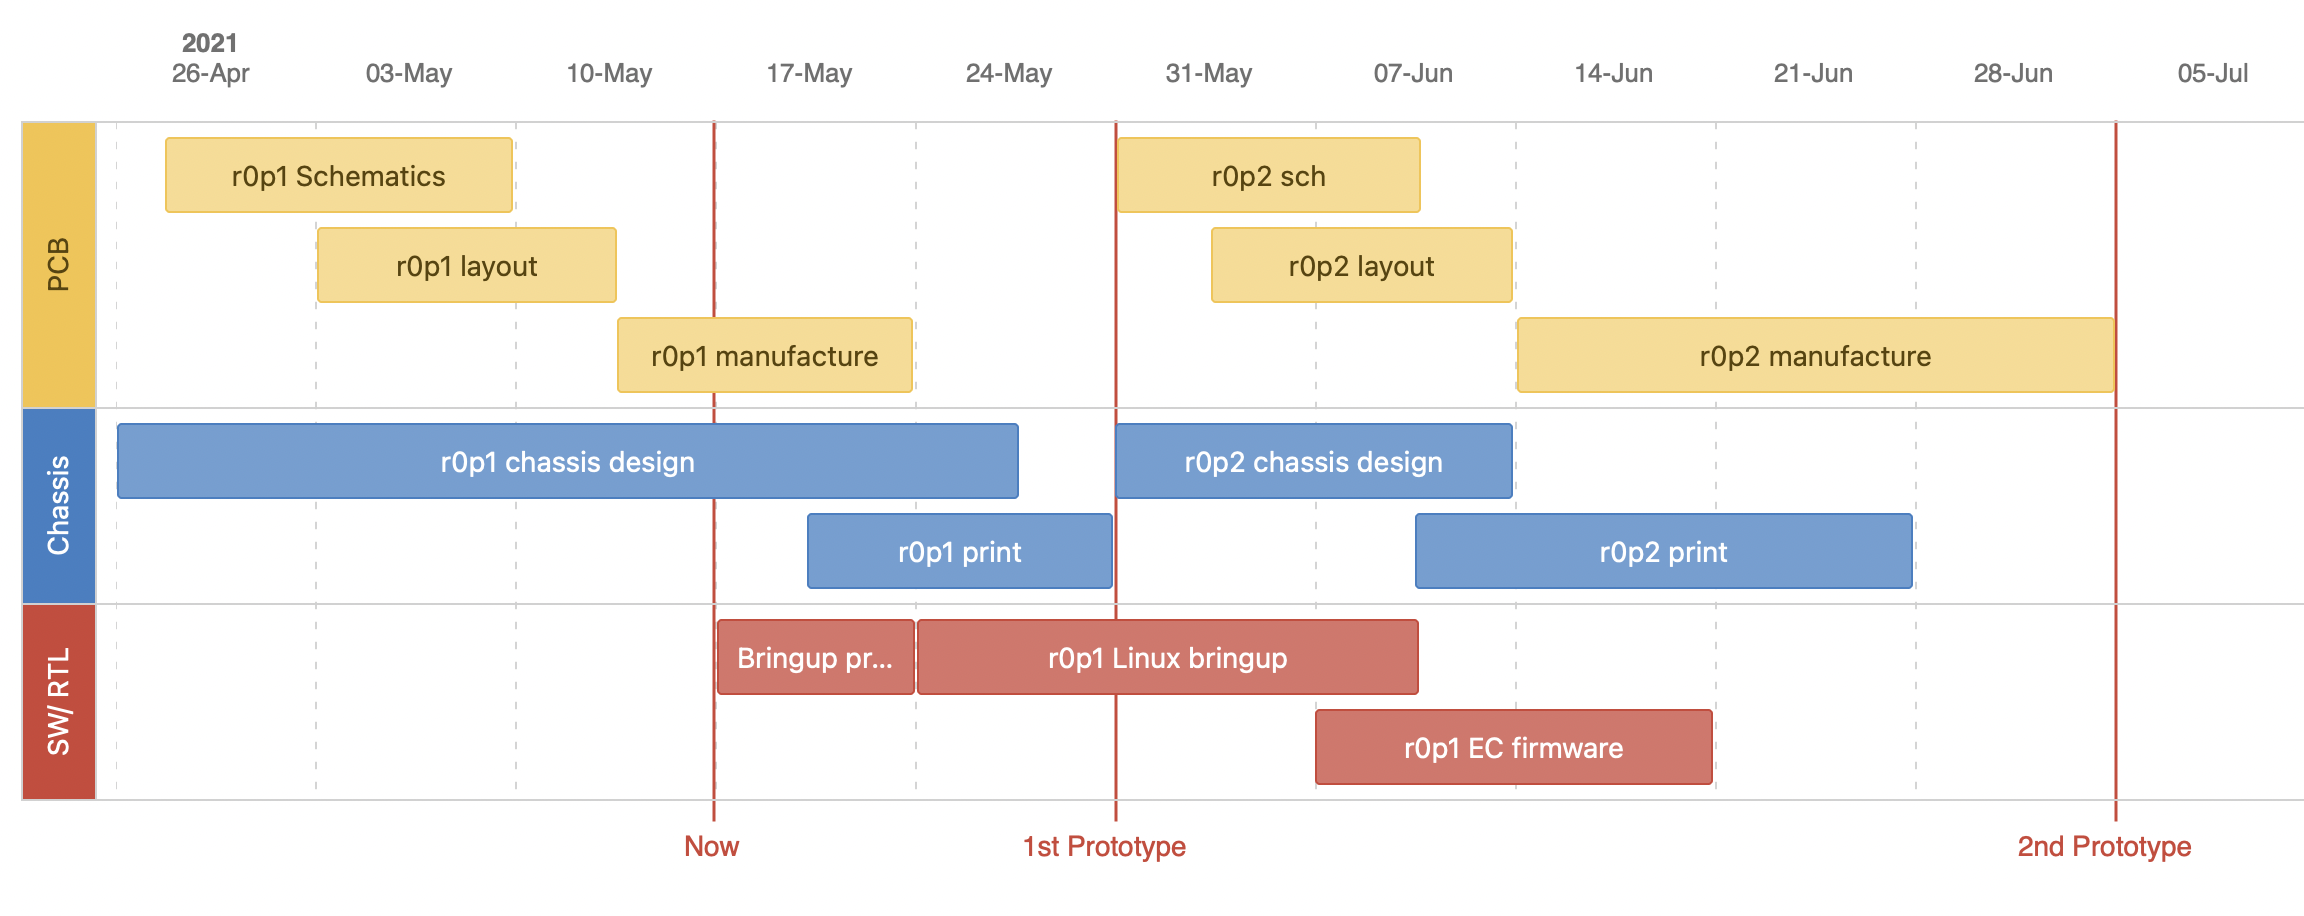 2021
26-Apr 03-May 10-May 17-May 24-May 31-May 07-Jun 14-Jun 21-Jun 28-Jun 05-Jul
PCB
r0p1 Schematics r0p2 sch
r0p1 layout r0p2 layout
r0p1 manufacture r0p2 manufacture
Chassis
r0p1 chassis design r0p2 chassis design
r0p1 print r0p2 print
SW/ RTL
Bringup pr... r0p1 Linux bringup
r0p1 EC firmware
Now 1st Prototype 2nd Prototype